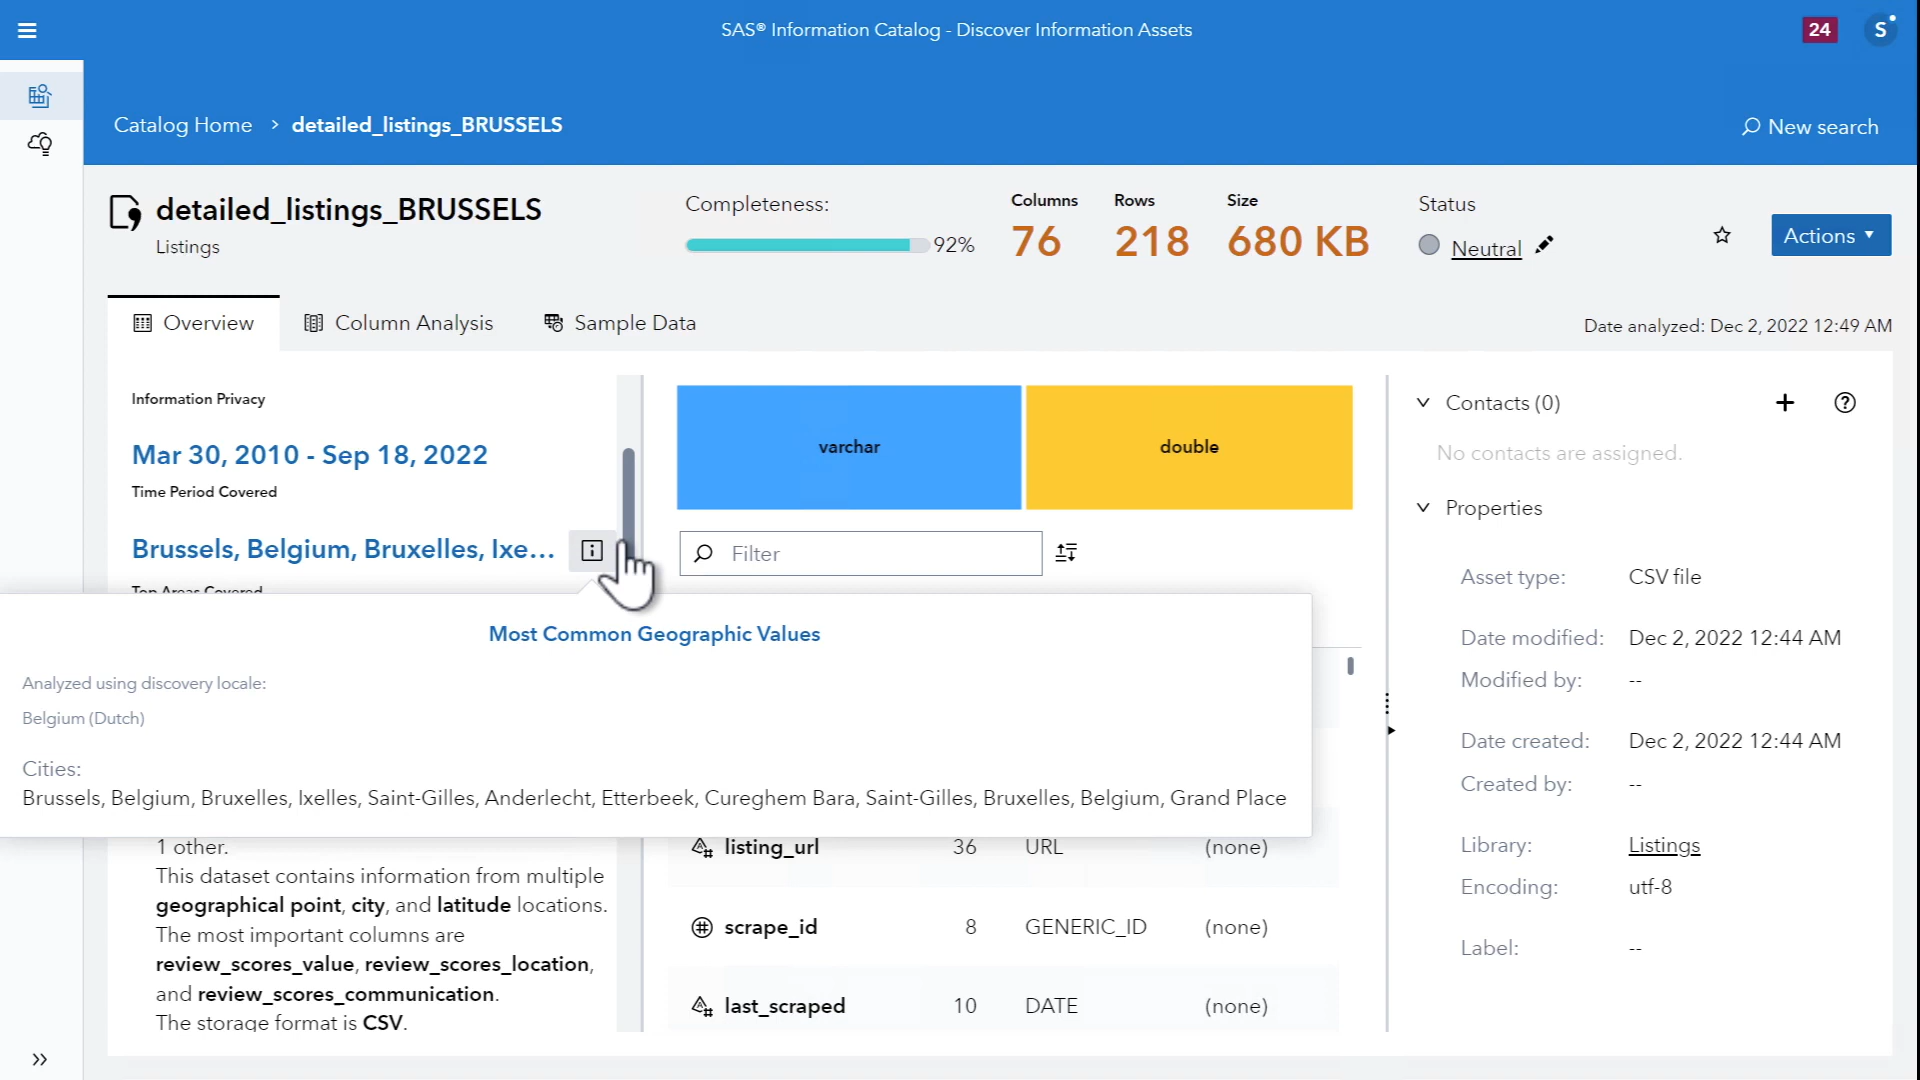 SAS® Information Catalog - Discover Information Assets
24
S
Catalog Home > detailed_listings_BRUSSELS
New search
detailed_listings_BRUSSELS
Listings
Completeness:
92%
Columns
76
Rows
218
Size
680 KB
Status
Neutral
Actions
Overview
Column Analysis
Sample Data
Date analyzed: Dec 2, 2022 12:49 AM
Information Privacy
Mar 30, 2010 - Sep 18, 2022
Time Period Covered
Brussels, Belgium, Bruxelles, Ixe...
Top Areas Covered
varchar
double
Filter
Most Common Geographic Values
Analyzed using discovery locale:
Belgium (Dutch)
Cities:
Brussels, Belgium, Bruxelles, Ixelles, Saint-Gilles, Anderlecht, Etterbeek, Cureghem Bara, Saint-Gilles, Bruxelles, Belgium, Grand Place
1 other.
This dataset contains information from multiple
geographical point, city, and latitude locations.
The most important columns are
review_scores_value, review_scores_location,
and review_scores_communication.
The storage format is CSV.
listing_url 36 URL (none)
scrape_id 8 GENERIC_ID (none)
last_scraped 10 DATE (none)
Contacts (0)
No contacts are assigned.
Properties
Asset type: CSV file
Date modified: Dec 2, 2022 12:44 AM
Modified by: --
Date created: Dec 2, 2022 12:44 AM
Created by: --
Library: Listings
Encoding: utf-8
Label: --